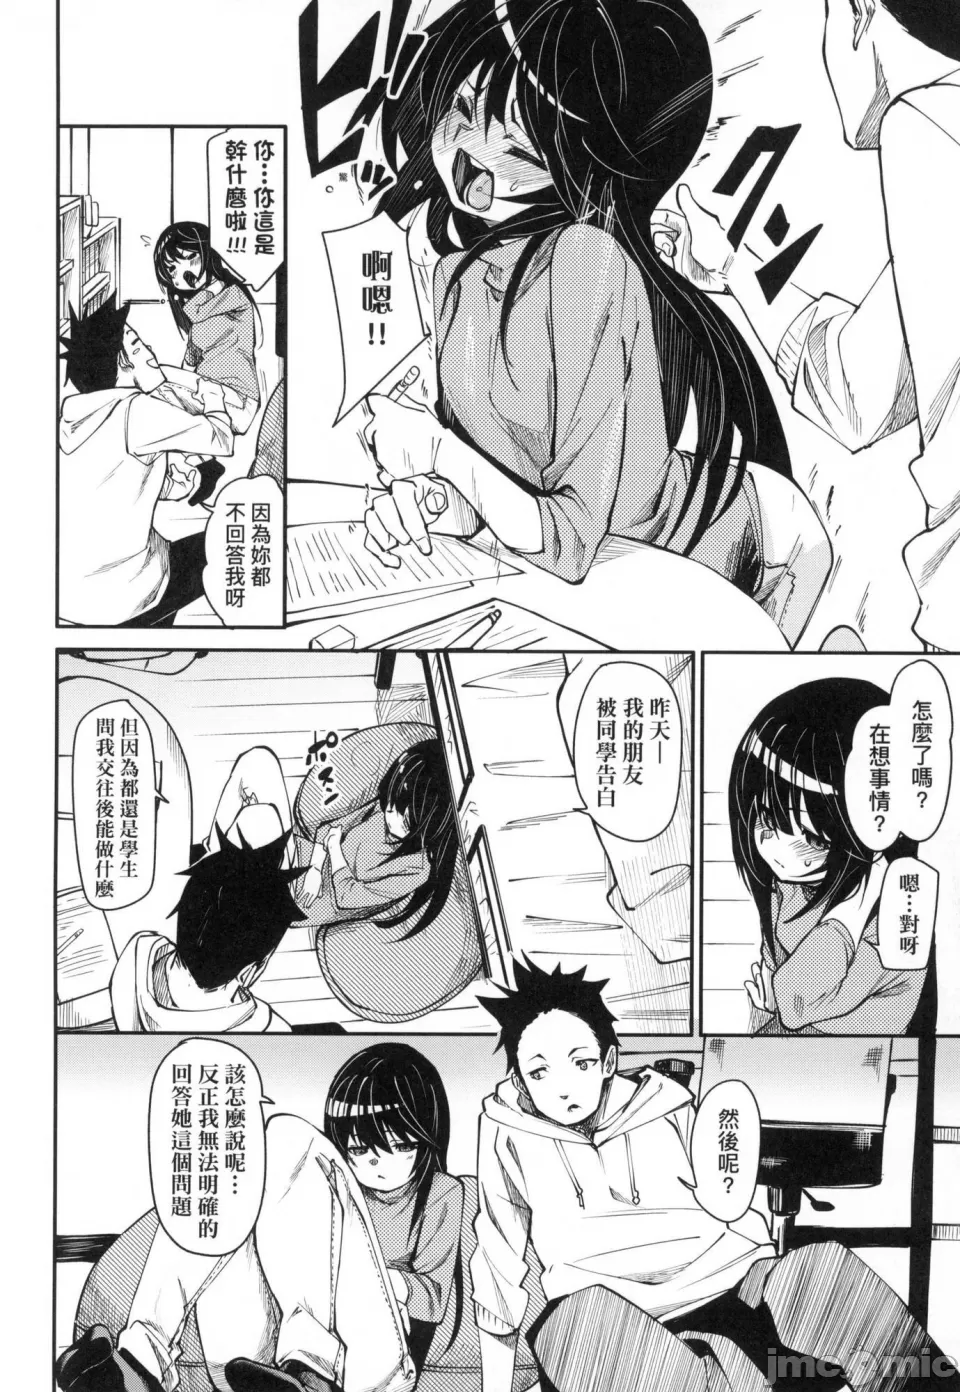 ビクッ
ビクンッ
驚
啊嗯!!
你…你這是
幹什麼啦!!!
因為妳都
不回答我呀
怎麼了嗎?
在想事情?
嗯…對呀
昨天—
我的朋友
被同學告白
ポスン
但因為都還是學生
問我交往後能做什麼
然後呢?
該怎麼說呢…
反正我無法明確的
回答她這個問題
jmcomic